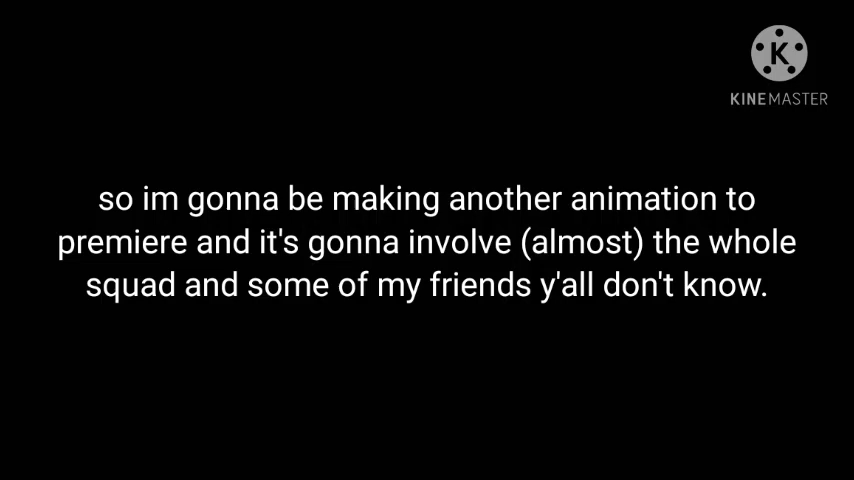 K
KINEMASTER
so im gonna be making another animation to
premiere and it's gonna involve (almost) the whole
squad and some of my friends y'all don't know.